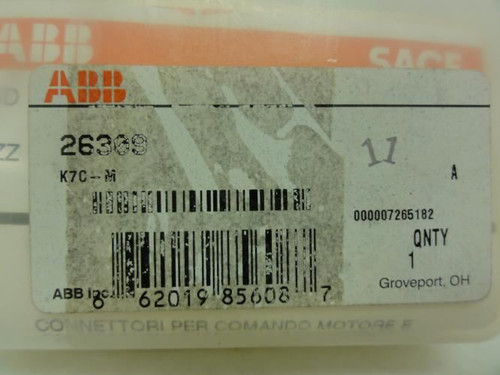 ABB
SACE
ABB
26308
K7C--M
11
A
000007265182
QNTY
1
ABB Inc.
6 62019 85608 7
Groveport, OH
CONNETTORI PER COMANDO MOTORE E